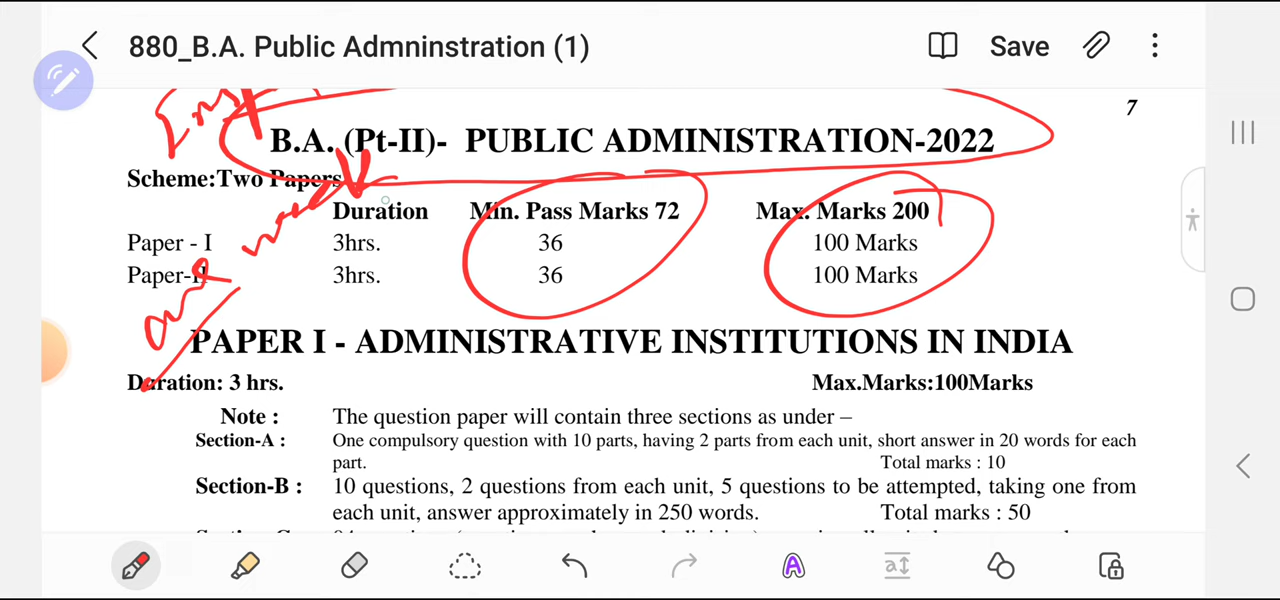 880_B.A. Public Admninstration (1)
Save
7
B.A. (Pt-II)- PUBLIC ADMINISTRATION-2022
Scheme:Two Papers
Duration Min. Pass Marks 72 Max. Marks 200
Paper - I 3hrs. 36 100 Marks
Paper-II 3hrs. 36 100 Marks
one week
PAPER I - ADMINISTRATIVE INSTITUTIONS IN INDIA
Duration: 3 hrs. Max.Marks:100Marks
Note : The question paper will contain three sections as under –
Section-A : One compulsory question with 10 parts, having 2 parts from each unit, short answer in 20 words for each
part. Total marks : 10
Section-B : 10 questions, 2 questions from each unit, 5 questions to be attempted, taking one from
each unit, answer approximately in 250 words. Total marks : 50